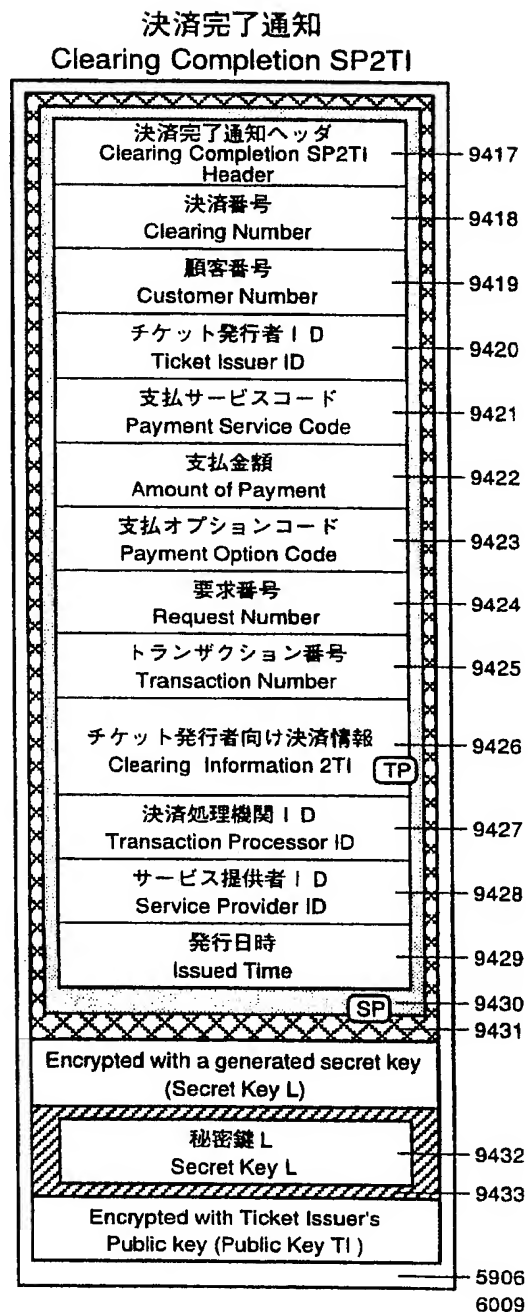 決済完了通知
Clearing Completion SP2TI
決済完了通知ヘッダ
Clearing Completion SP2TI
Header
9417
決済番号
Clearing Number
9418
顧客番号
Customer Number
9419
チケット発行者ID
Ticket Issuer ID
9420
支払サービスコード
Payment Service Code
9421
支払金額
Amount of Payment
9422
支払オプションコード
Payment Option Code
9423
要求番号
Request Number
9424
トランザクション番号
Transaction Number
9425
チケット発行者向け決済情報
Clearing Information 2TI
TP
9426
決済処理機関ID
Transaction Processor ID
9427
サービス提供者ID
Service Provider ID
9428
発行日時
Issued Time
9429
SP
9430
9431
Encrypted with a generated secret key
(Secret Key L)
秘密鍵L
Secret Key L
9432
9433
Encrypted with Ticket Issuer's
Public key (Public Key TI)
5906
6009